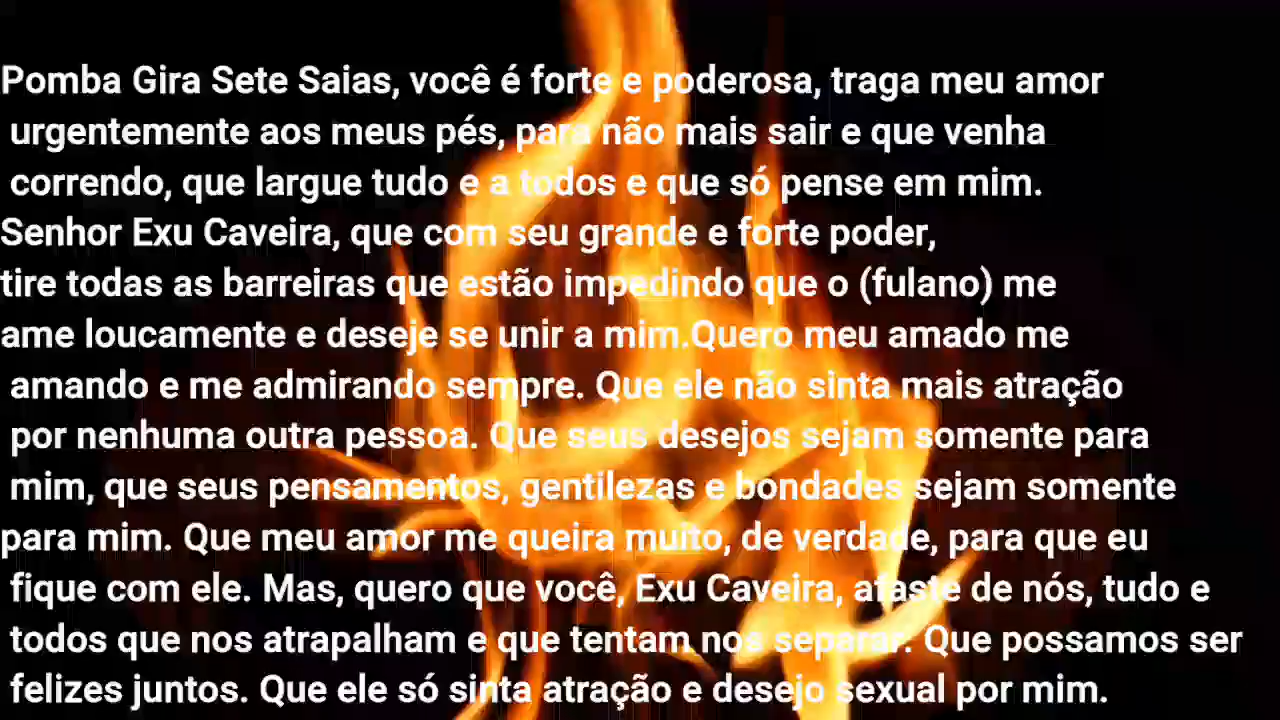 Pomba Gira Sete Saias, você é forte e poderosa, traga meu amor
urgentemente aos meus pés, para não mais sair e que venha
correndo, que largue tudo e a todos e que só pense em mim.
Senhor Exu Caveira, que com seu grande e forte poder,
tire todas as barreiras que estão impedindo que o (fulano) me
ame loucamente e deseje se unir a mim.Quero meu amado me
amando e me admirando sempre. Que ele não sinta mais atração
por nenhuma outra pessoa. Que seus desejos sejam somente para
mim, que seus pensamentos, gentilezas e bondades sejam somente
para mim. Que meu amor me queira muito, de verdade, para que eu
fique com ele. Mas, quero que você, Exu Caveira, afaste de nós, tudo e
todos que nos atrapalham e que tentam nos separar. Que possamos ser
felizes juntos. Que ele só sinta atração e desejo sexual por mim.